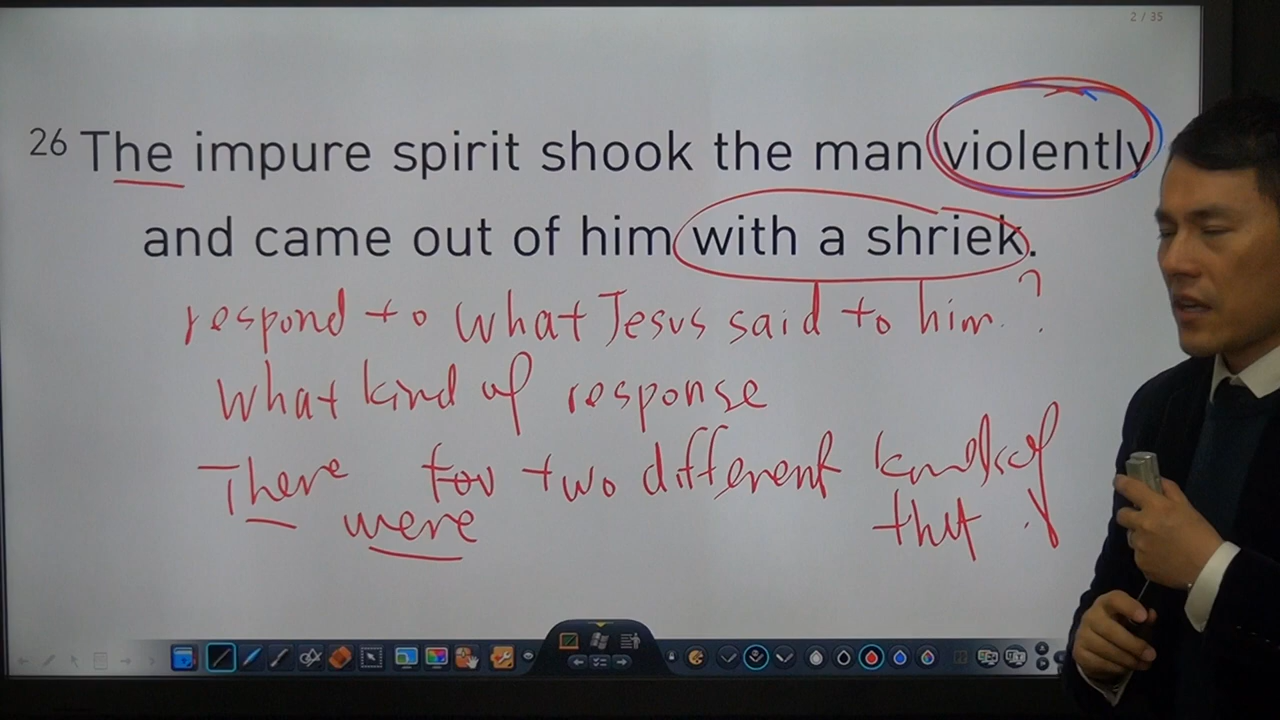 2 / 35
26 The impure spirit shook the man violently
and came out of him with a shriek.
respond to what Jesus said to him ?
what kind of response
There for two different kinds of
were that